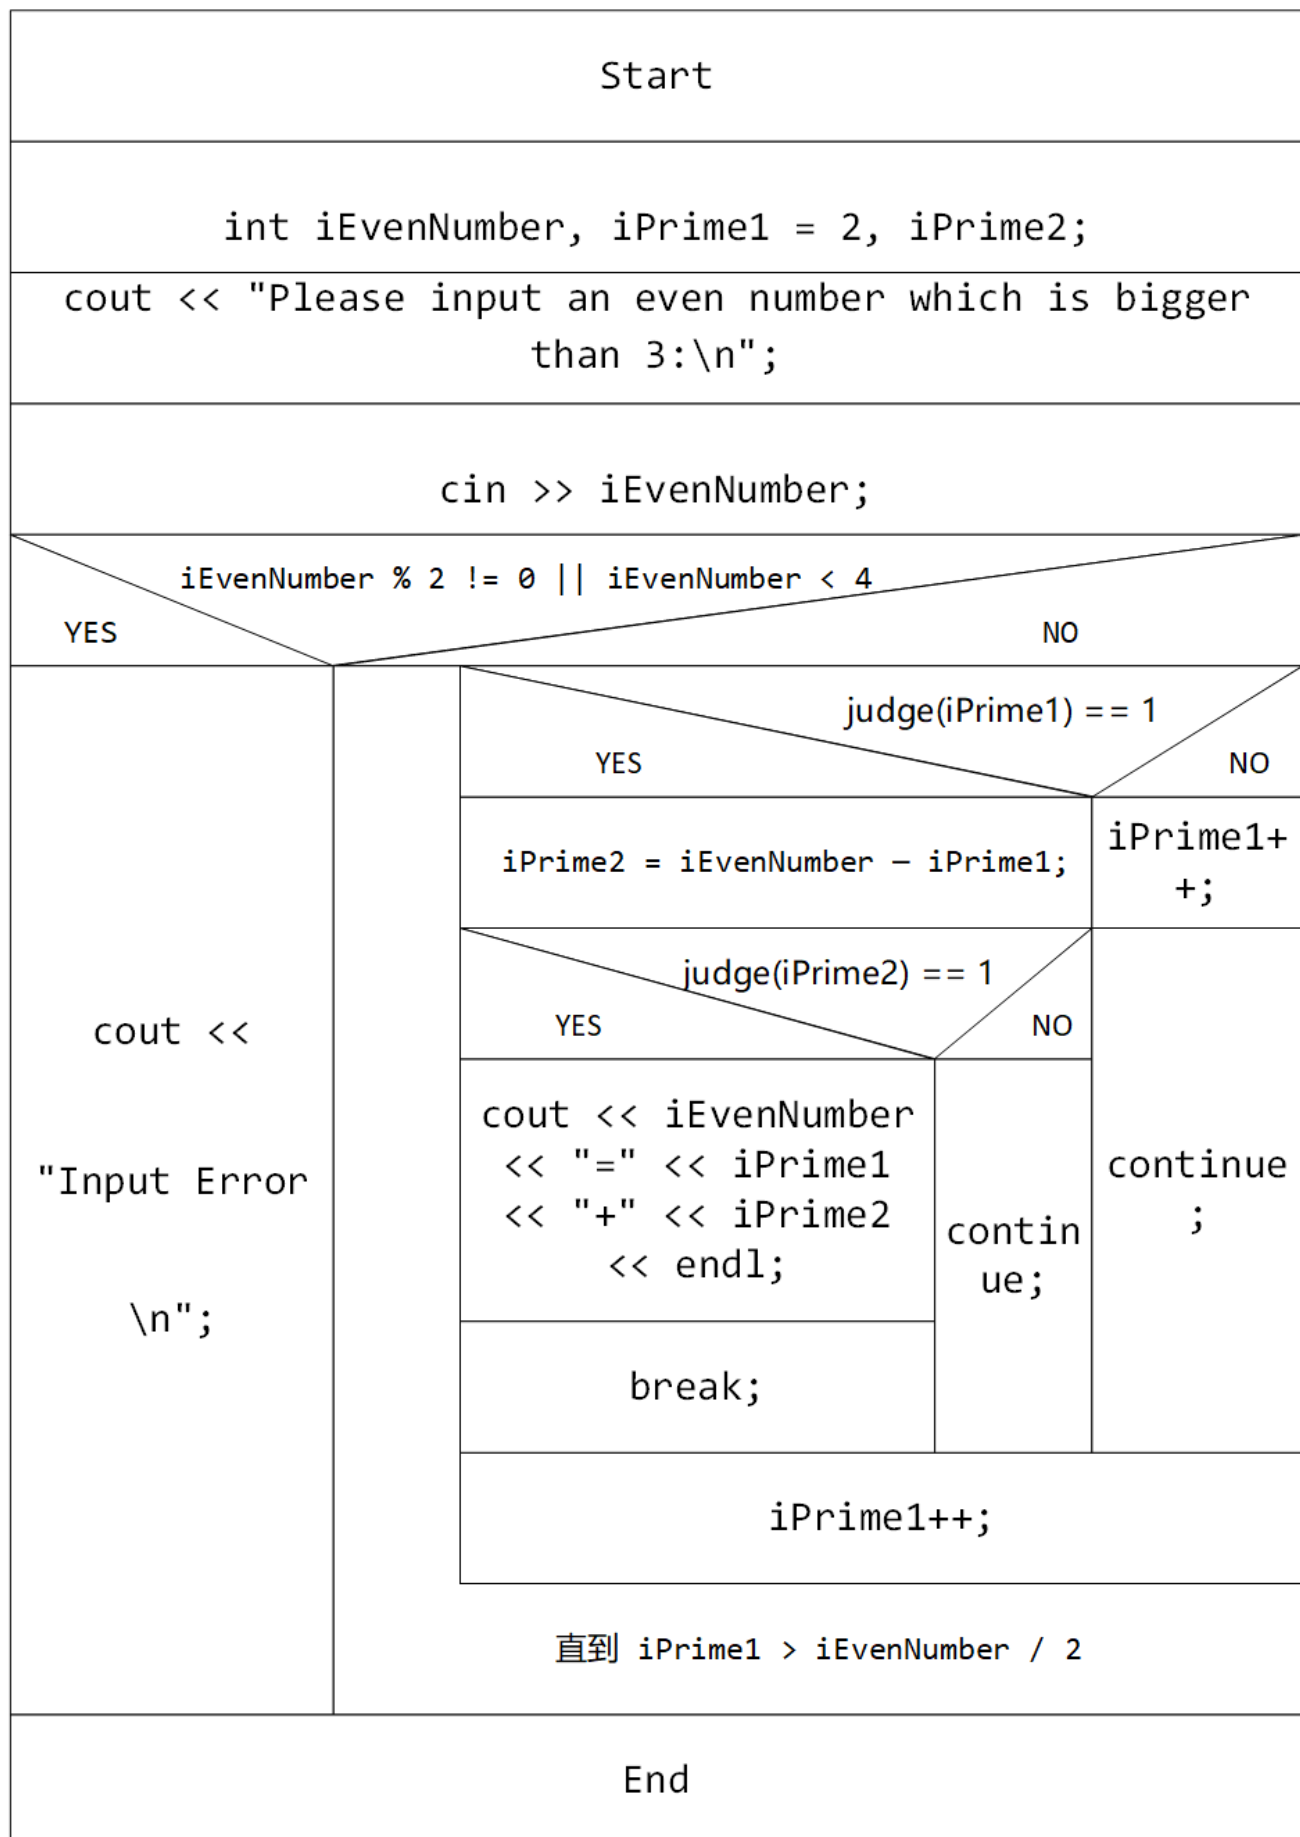 Start
int iEvenNumber, iPrime1 = 2, iPrime2;
cout << "Please input an even number which is bigger
than 3:\n";
cin >> iEvenNumber;
iEvenNumber % 2 != 0 || iEvenNumber < 4
YES
NO
judge(iPrime1) == 1
YES
NO
iPrime2 = iEvenNumber — iPrime1;
iPrime1+
+;
judge(iPrime2) == 1
YES
NO
cout <<
"Input Error
\n";
cout << iEvenNumber
<< "=" << iPrime1
<< "+" << iPrime2
<< endl;
contin
ue;
continue
;
break;
iPrime1++;
直到 iPrime1 > iEvenNumber / 2
End